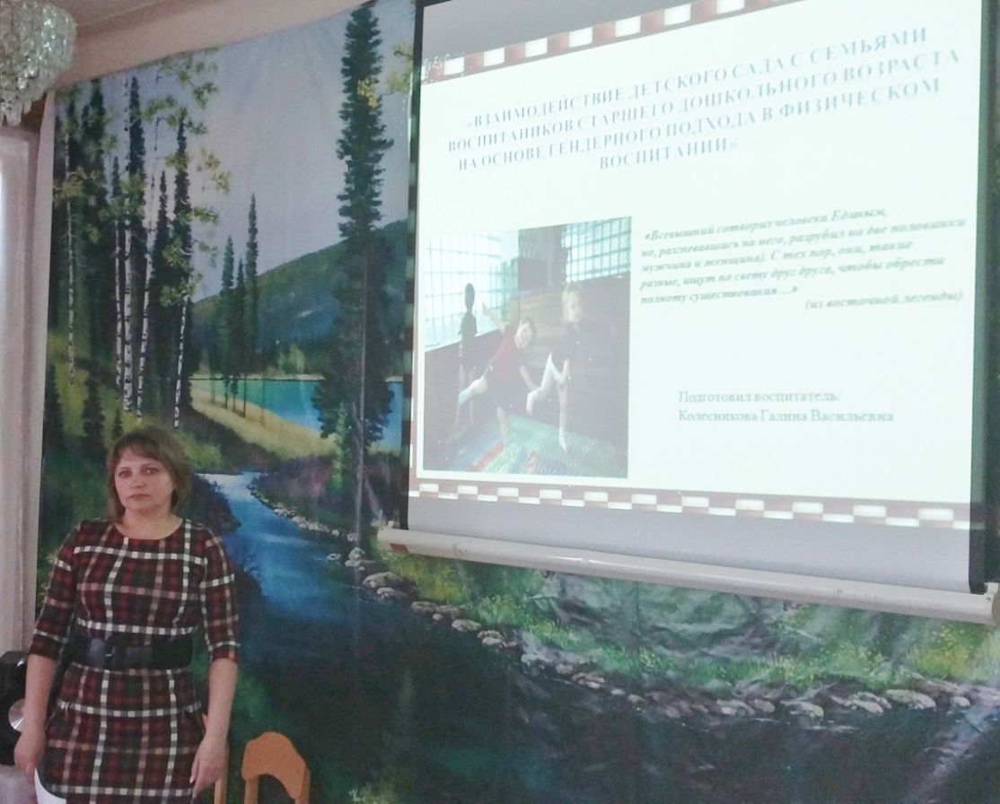 «ВЗАИМОДЕЙСТВИЕ ДЕТСКОГО САДА С СЕМЬЯМИ
ВОСПИТАНИКОВ СТАРШЕГО ДОШКОЛЬНОГО ВОЗРАСТА
НА ОСНОВЕ ГЕНДЕРНОГО ПОДХОДА В ФИЗИЧЕСКОМ
ВОСПИТАНИИ»
«Всевышний сотворил человека Единым,
но, разгневавшись на него, разрубил на две половинки
мужчина и женщина). С тех пор, они, такие
разные, ищут по свету друг друга, чтобы обрести
полноту существования…»
(из восточной легенды)
Подготовил воспитатель:
Колесникова Галина Васильевна